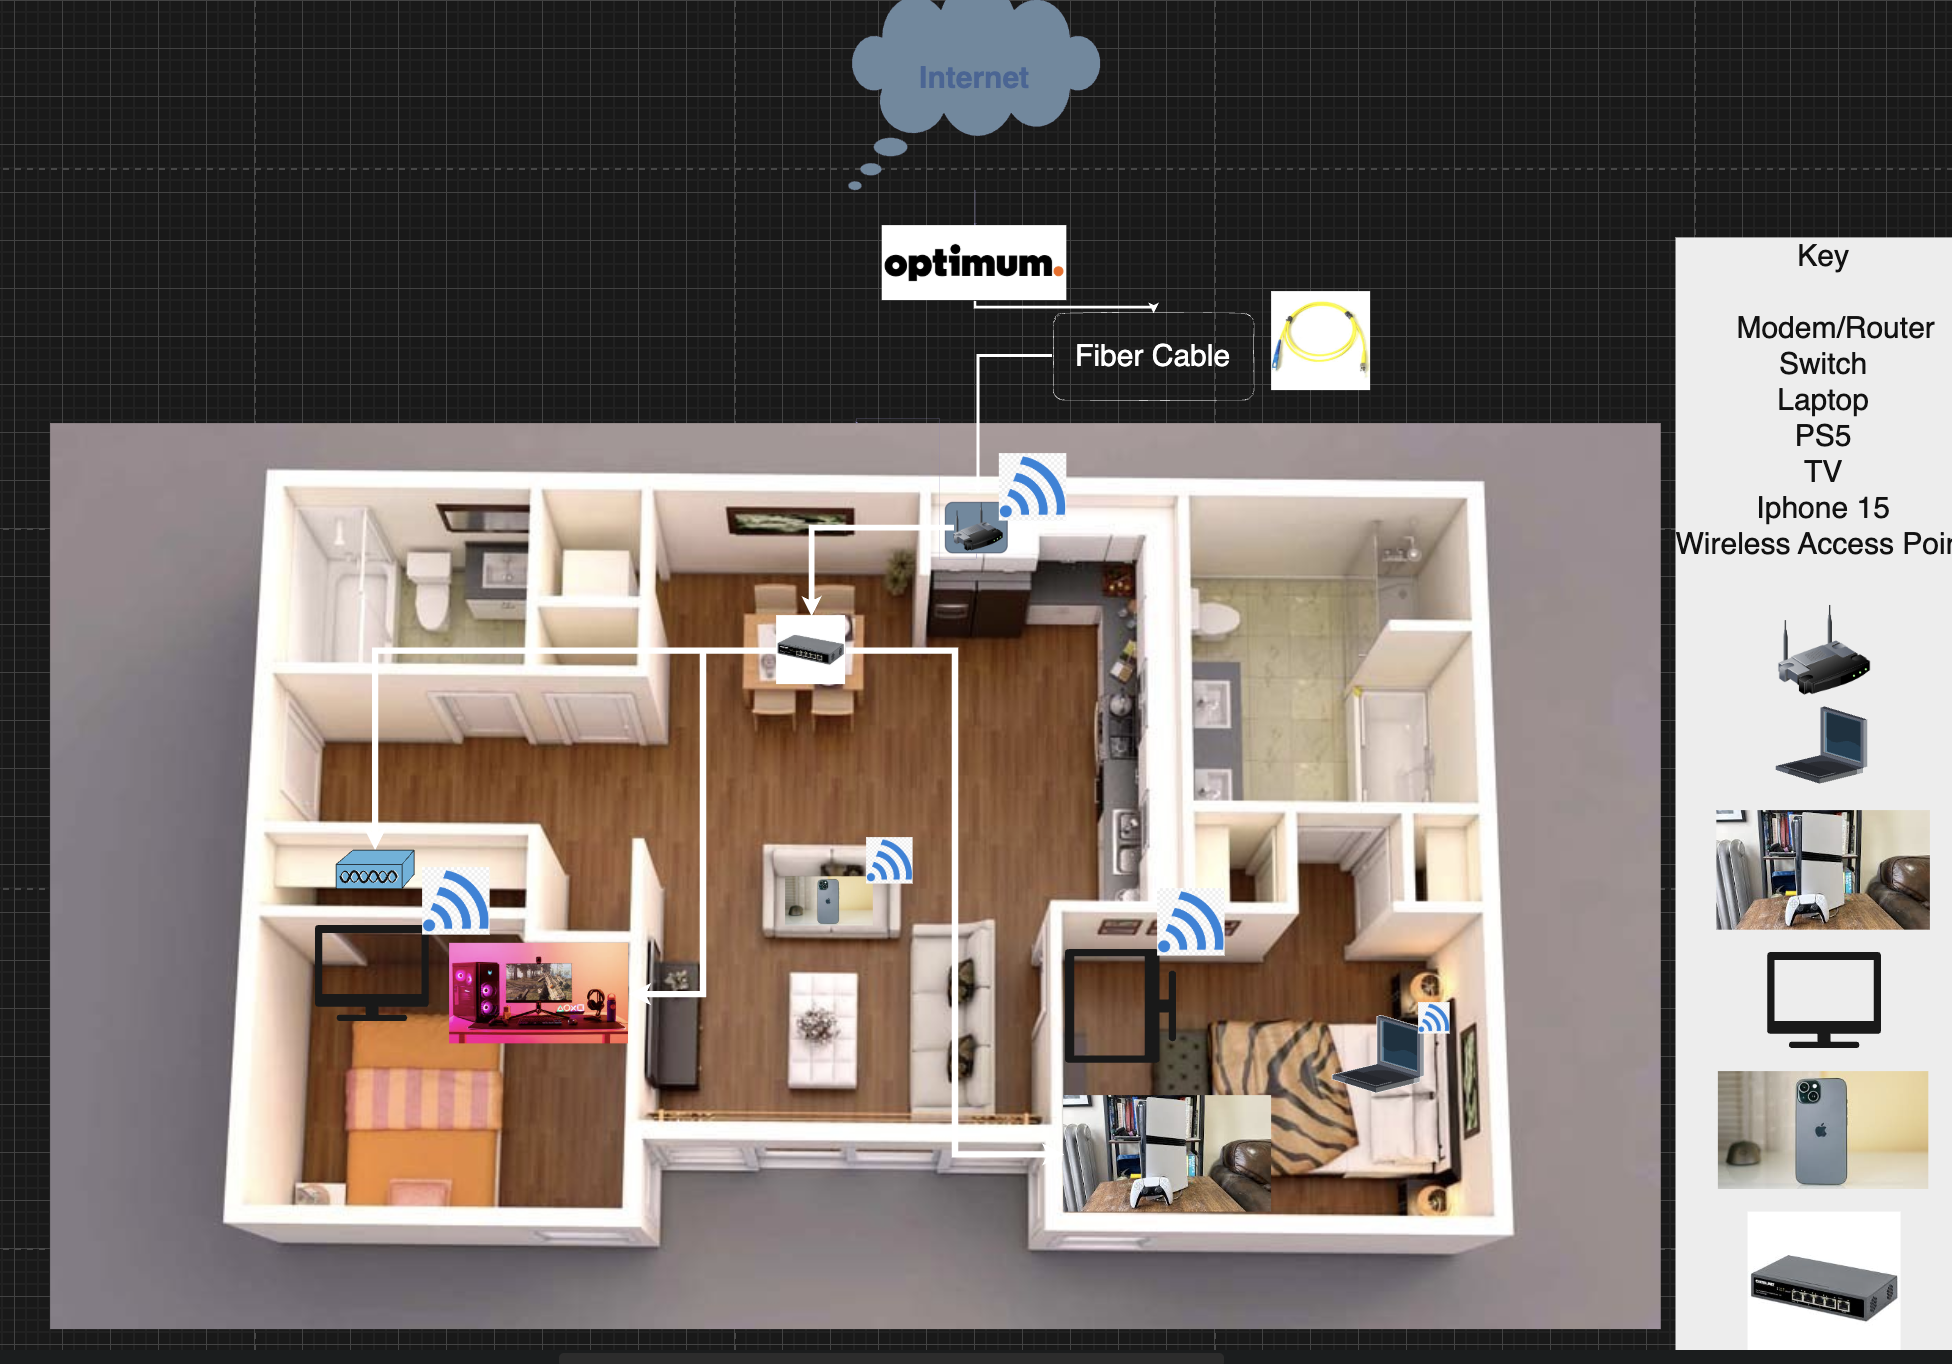 Internet
optimum.
Fiber Cable
Key
Modem/Router
Switch
Laptop
PS5
TV
Iphone 15
Wireless Access Poi